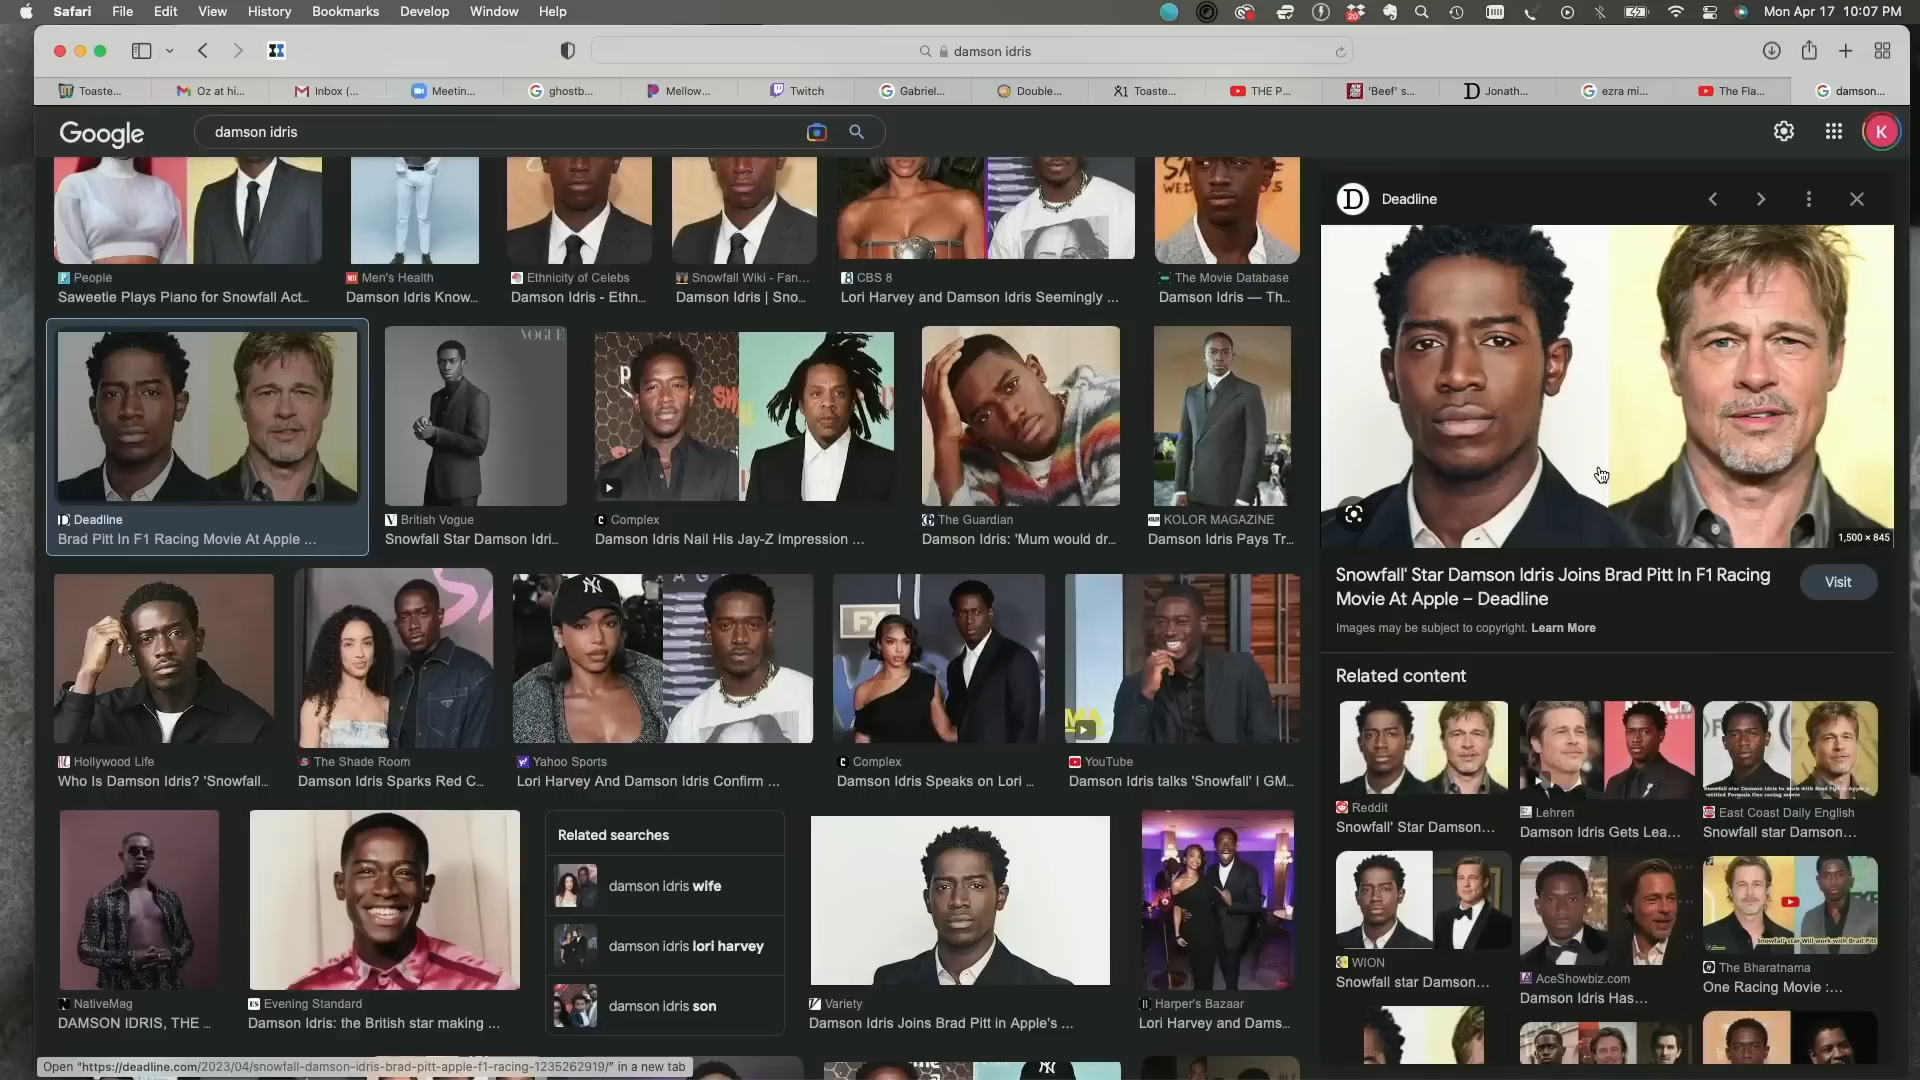 Safari File Edit View History Bookmarks Develop Window Help
20
Mon Apr 17 10:07 PM
damson idris
Toaste...
Oz at hi...
Inbox (...
Meetin...
ghostb...
Mellow...
Twitch
Gabriel...
Double...
Toaste...
THE P...
'Beef' s...
Jonath...
ezra mi...
The Fla...
damson...
Google
damson idris
K
People
Saweetie Plays Piano for Snowfall Act...
Men's Health
Damson Idris Know...
Ethnicity of Celebs
Damson Idris - Ethn...
Snowfall Wiki - Fan...
Damson Idris | Sno...
CBS 8
Lori Harvey and Damson Idris Seemingly ...
The Movie Database
Damson Idris — Th...
Deadline
Brad Pitt In F1 Racing Movie At Apple ...
VOGUE
British Vogue
Snowfall Star Damson Idri...
Complex
Damson Idris Nail His Jay-Z Impression ...
The Guardian
Damson Idris: 'Mum would dr...
KOLOR MAGAZINE
Damson Idris Pays Tr...
Hollywood Life
Who Is Damson Idris? 'Snowfall...
The Shade Room
Damson Idris Sparks Red C...
Yahoo Sports
Lori Harvey And Damson Idris Confirm ...
FX
Complex
Damson Idris Speaks on Lori ...
YouTube
Damson Idris talks 'Snowfall' l GM...
NativeMag
DAMSON IDRIS, THE ...
Evening Standard
Damson Idris: the British star making ...
Related searches
damson idris wife
damson idris lori harvey
damson idris son
Variety
Damson Idris Joins Brad Pitt in Apple's ...
Harper's Bazaar
Lori Harvey and Dams...
Open "https://deadline.com/2023/04/snowfall-damson-idris-brad-pitt-apple-f1-racing-1235262919/" in a new tab
D Deadline
1,500 × 845
Snowfall' Star Damson Idris Joins Brad Pitt In F1 Racing
Movie At Apple – Deadline
Visit
Images may be subject to copyright. Learn More
Related content
Reddit
Snowfall' Star Damson...
Lehren
Damson Idris Gets Lea...
East Coast Daily English
Snowfall star Damson...
WION
Snowfall star Damson...
AceShowbiz.com
Damson Idris Has...
Snowfall' star Will work with Brad Pitt
The Bharatnama
One Racing Movie :...